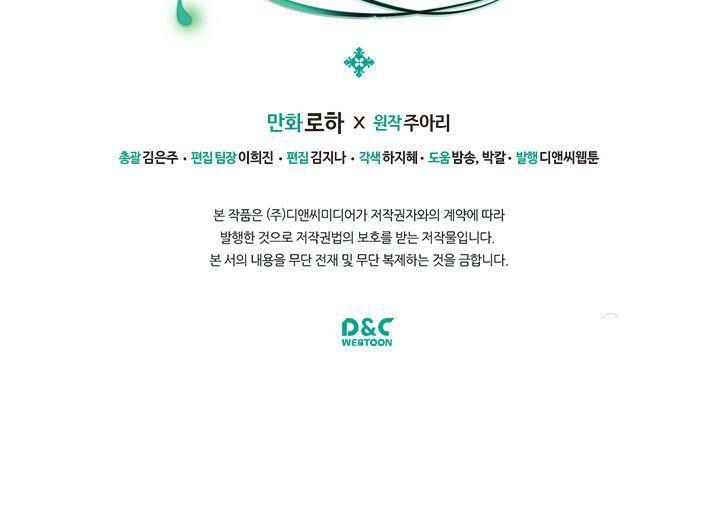 만화 로하 X 원작 주아리
총괄 김은주 • 편집 팀장 이희진 • 편집 김지나 • 각색 하지혜 • 도움 밤송, 박칼 • 발행 디앤씨웹툰
본 작품은 (주)디앤씨미디어가 저작권자와의 계약에 따라
발행한 것으로 저작권법의 보호를 받는 저작물입니다.
본 서의 내용을 무단 전재 및 무단 복제하는 것을 금합니다.
D&C
WEBTOON